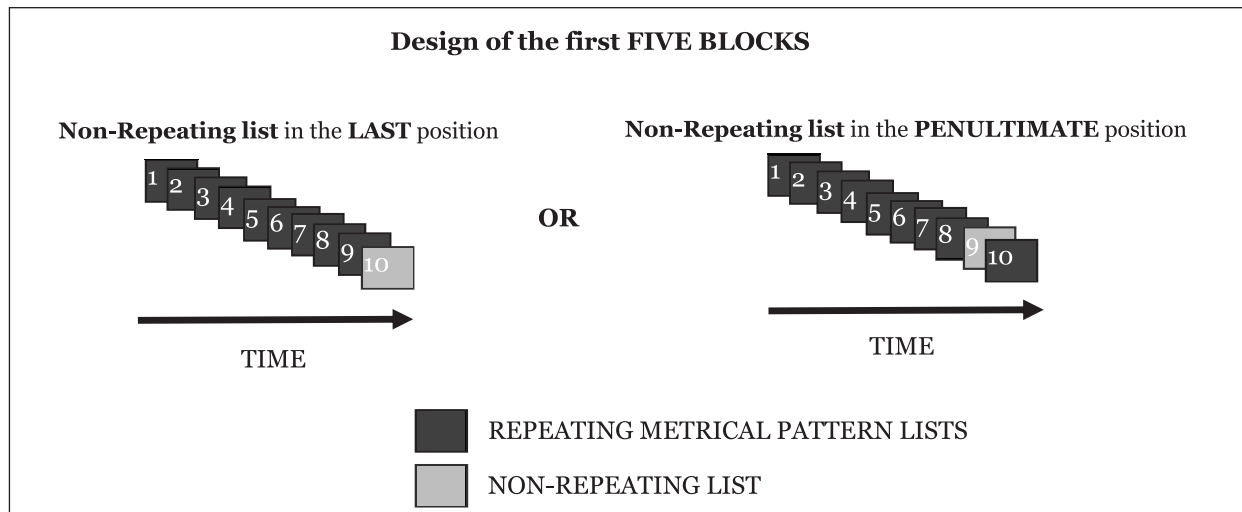 Design of the first FIVE BLOCKS
Non-Repeating list in the LAST position
1
2
3
4
5
6
7
8
9
10
TIME
OR
Non-Repeating list in the PENULTIMATE position
1
2
3
4
5
6
7
8
9
10
TIME
REPEATING METRICAL PATTERN LISTS
NON-REPEATING LIST